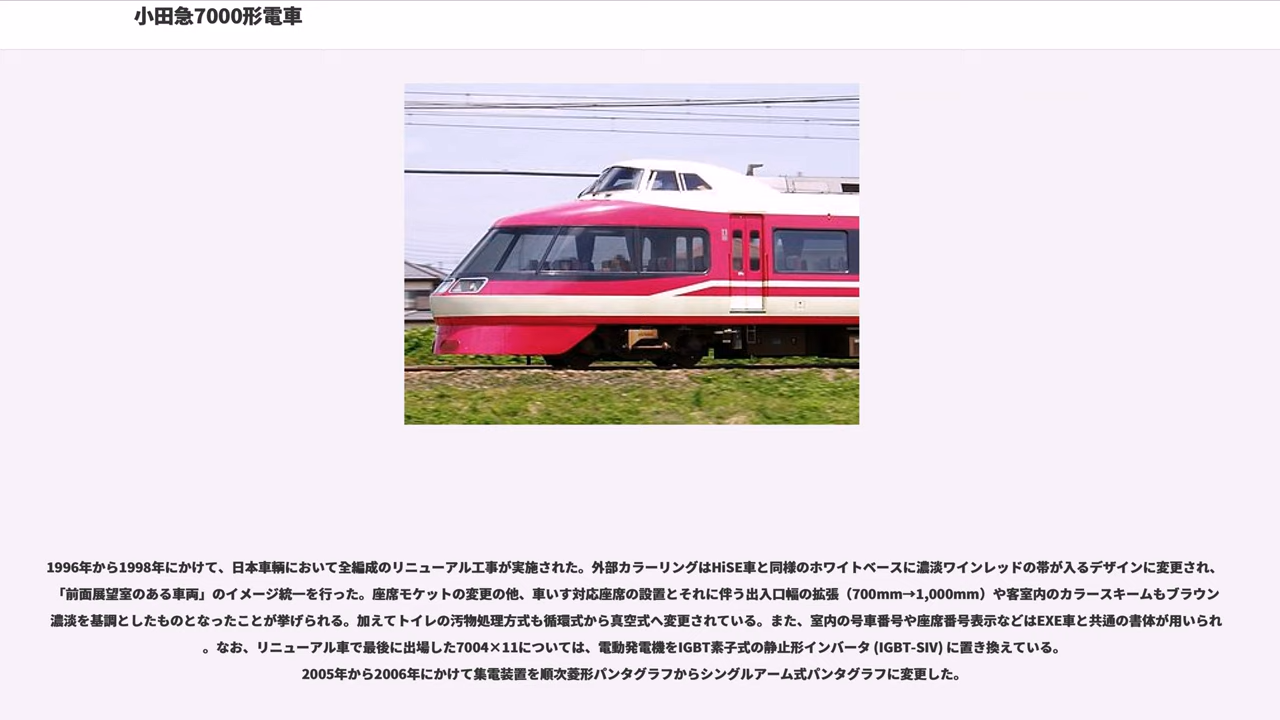 小田急7000形電車
1996年から1998年にかけて、日本車輌において全編成のリニューアル工事が実施された。外部カラーリングはHiSE車と同様のホワイトベースに濃淡ワインレッドの帯が入るデザインに変更され、
「前面展望室のある車両」のイメージ統一を行った。座席モケットの変更の他、車いす対応座席の設置とそれに伴う出入口幅の拡張（700mm→1,000mm）や客室内のカラースキームもブラウン
濃淡を基調としたものとなったことが挙げられる。加えてトイレの汚物処理方式も循環式から真空式へ変更されている。また、室内の号車番号や座席番号表示などはEXE車と共通の書体が用いられ
。なお、リニューアル車で最後に出場した7004×11については、電動発電機をIGBT素子式の静止形インバータ (IGBT-SIV) に置き換えている。
2005年から2006年にかけて集電装置を順次菱形パンタグラフからシングルアーム式パンタグラフに変更した。